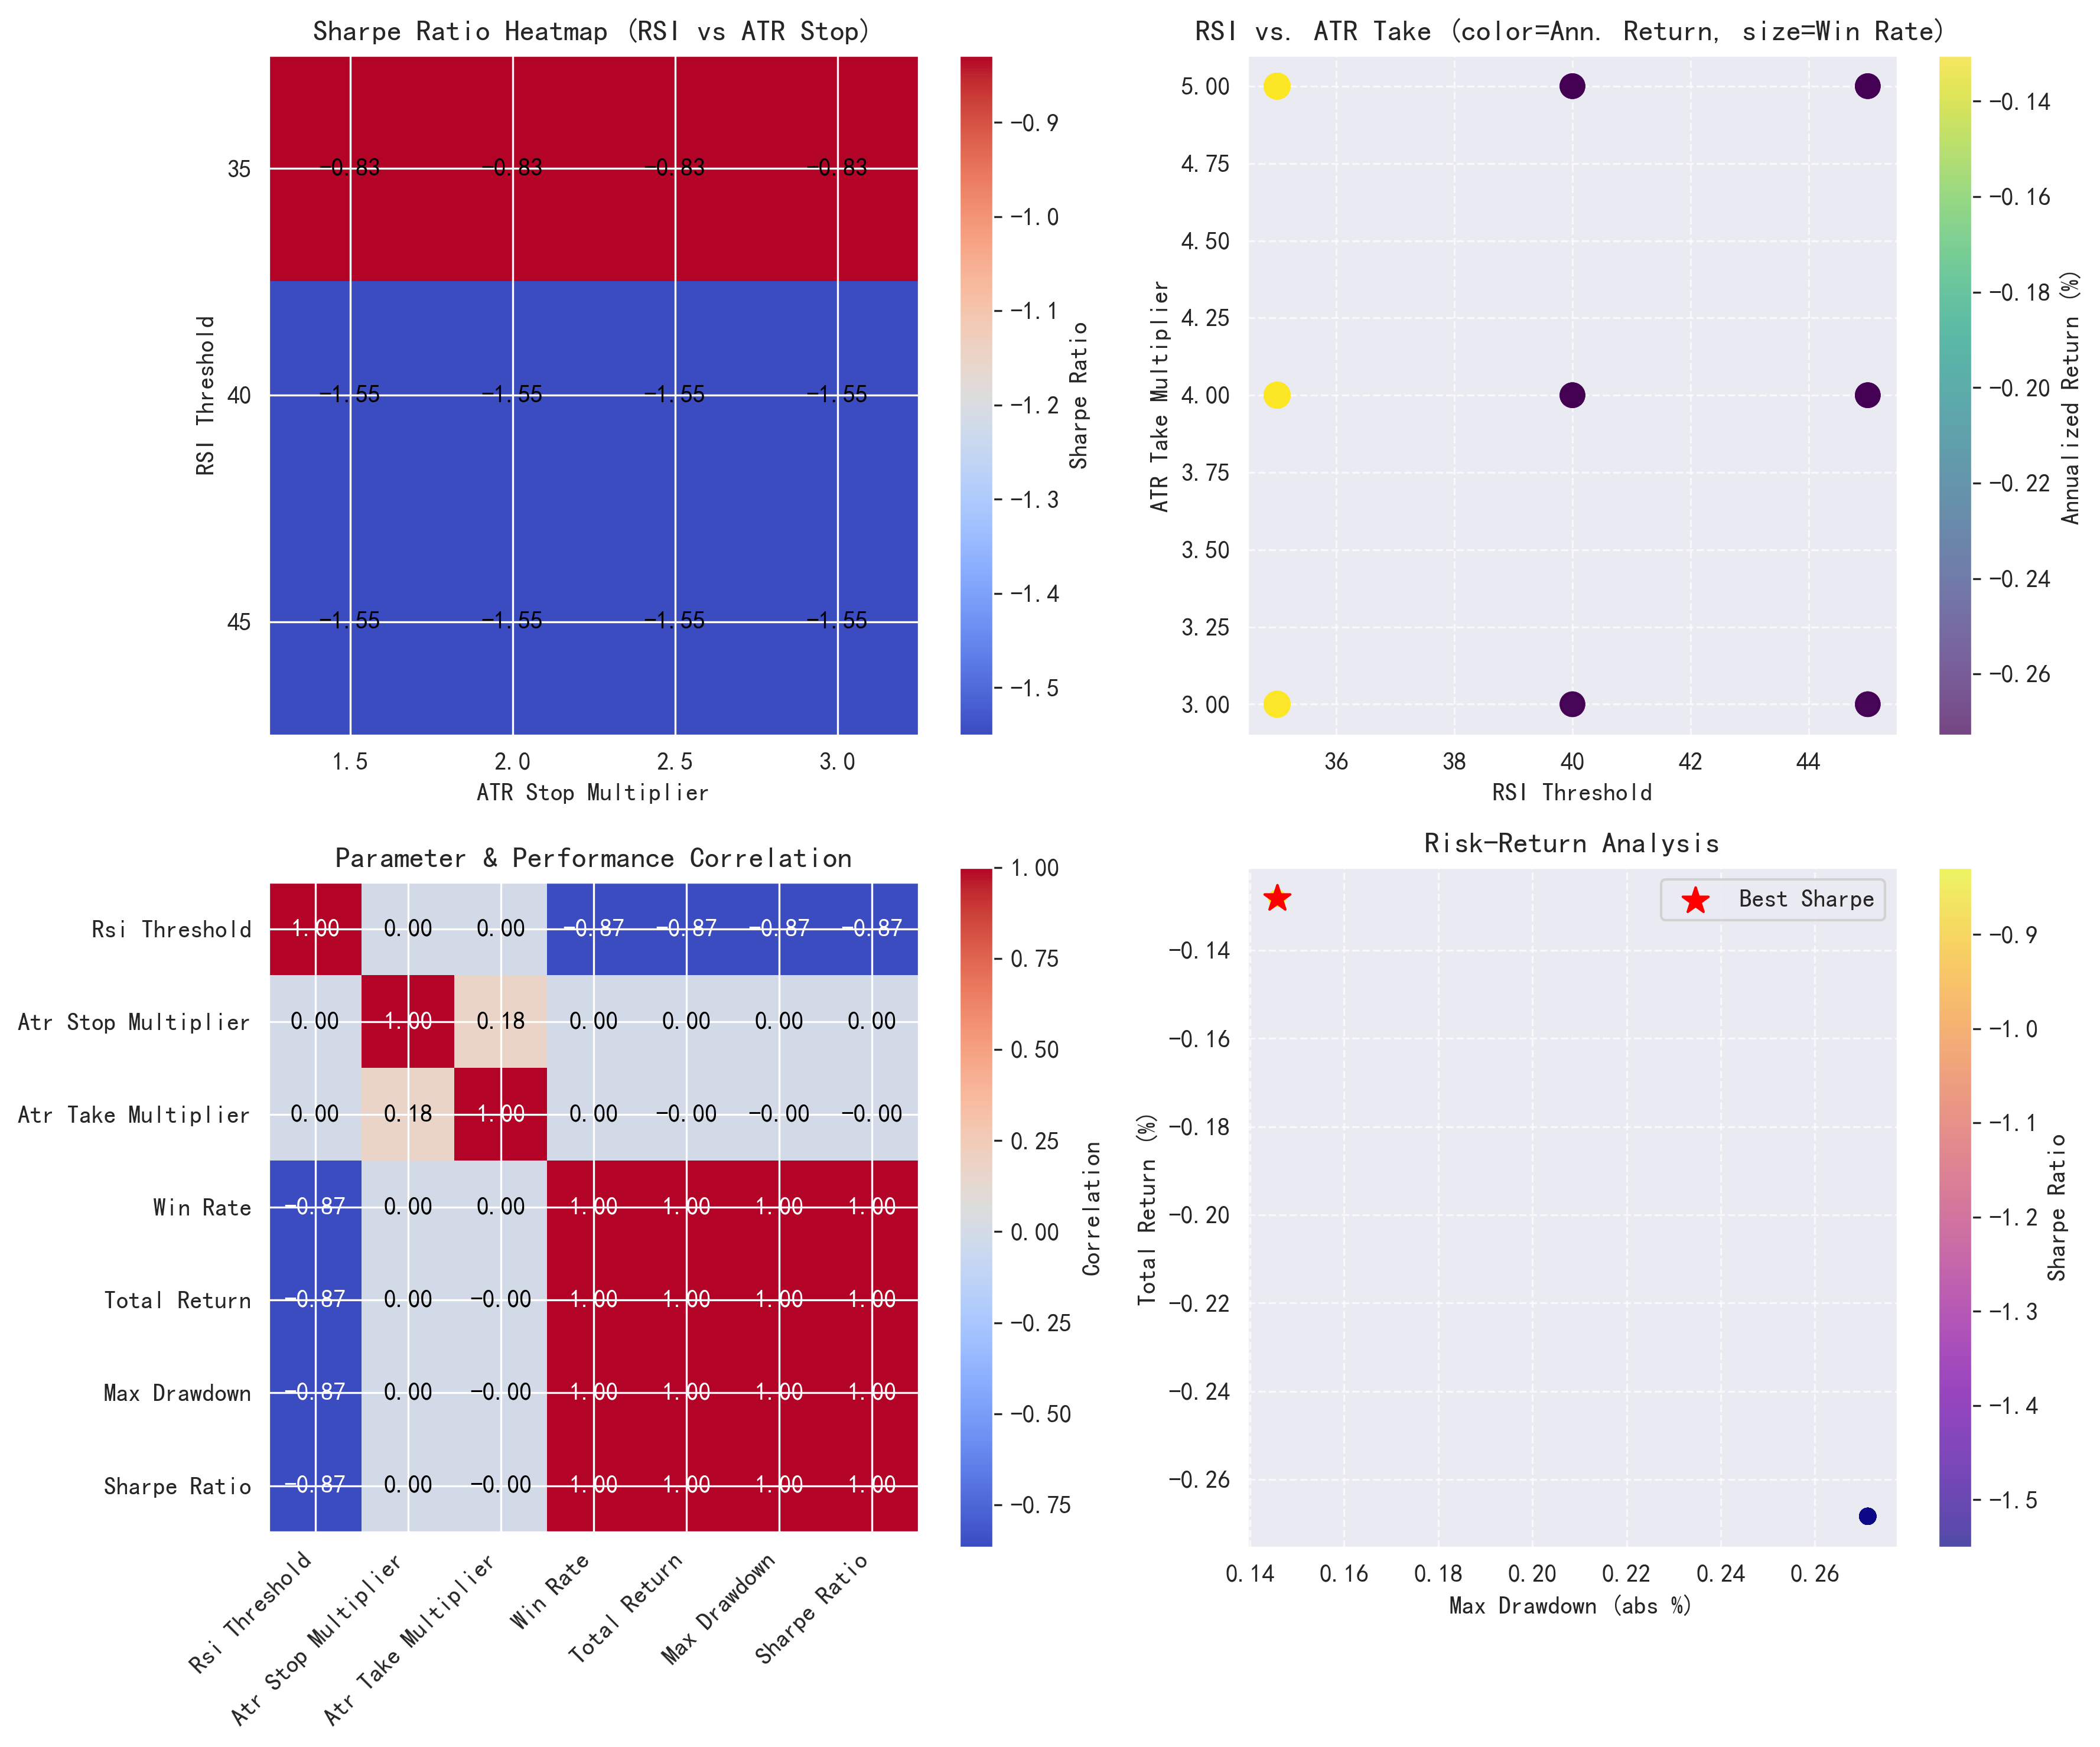 Sharpe Ratio Heatmap (RSI vs ATR Stop)
35
40
45
RSI Threshold
-0.83 -0.83 -0.83 -0.83
-1.55 -1.55 -1.55 -1.55
-1.55 -1.55 -1.55 -1.55
1.5 2.0 2.5 3.0
ATR Stop Multiplier
-0.9
-1.0
-1.1
-1.2
-1.3
-1.4
-1.5
Sharpe Ratio
RSI vs. ATR Take (color=Ann. Return, size=Win Rate)
5.00
4.75
4.50
4.25
4.00
3.75
3.50
3.25
3.00
ATR Take Multiplier
36 38 40 42 44
RSI Threshold
-0.14
-0.16
-0.18
-0.20
-0.22
-0.24
-0.26
Annualized Return (%)
Parameter & Performance Correlation
Rsi Threshold 1.00 0.00 0.00 -0.87 -0.87 -0.87 -0.87
Atr Stop Multiplier 0.00 1.00 0.18 0.00 0.00 0.00 0.00
Atr Take Multiplier 0.00 0.18 1.00 0.00 -0.00 -0.00 -0.00
Win Rate -0.87 0.00 0.00 1.00 1.00 1.00 1.00
Total Return -0.87 0.00 -0.00 1.00 1.00 1.00 1.00
Max Drawdown -0.87 0.00 -0.00 1.00 1.00 1.00 1.00
Sharpe Ratio -0.87 0.00 -0.00 1.00 1.00 1.00 1.00
Rsi Threshold
Atr Stop Multiplier
Atr Take Multiplier
Win Rate
Total Return
Max Drawdown
Sharpe Ratio
1.00
0.75
0.50
0.25
0.00
-0.25
-0.50
-0.75
Correlation
Risk-Return Analysis
Best Sharpe
-0.14
-0.16
-0.18
-0.20
-0.22
-0.24
-0.26
Total Return (%)
0.14 0.16 0.18 0.20 0.22 0.24 0.26
Max Drawdown (abs %)
-0.9
-1.0
-1.1
-1.2
-1.3
-1.4
-1.5
Sharpe Ratio